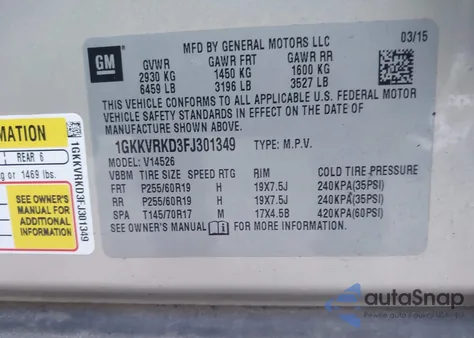 GM
MFD BY GENERAL MOTORS LLC
03/15
GVWR GAWR FRT GAWR RR
2930 KG 1450 KG 1600 KG
6459 LB 3196 LB 3527 LB
THIS VEHICLE CONFORMS TO ALL APPLICABLE U.S. FEDERAL MOTOR
VEHICLE SAFETY STANDARDS IN EFFECT ON THE DATE OF
MANUFACTURE SHOWN ABOVE.
1GKKVRKD3FJ301349 TYPE: M.P.V.
MODEL: V14526
VBBM TIRE SIZE SPEED RTG RIM COLD TIRE PRESSURE
FRT P255/60R19 H 19X7.5J 240KPA(35PSI)
RR P255/60R19 H 19X7.5J 240KPA(35PSI)
SPA T145/70R17 M 17X4.5B 420KPA(60PSI)
SEE OWNER'S MANUAL FOR MORE INFORMATION.
MATION
REAR 6
g or 1469 lbs.
SEE OWNER'S
MANUAL FOR
ADDITIONAL
INFORMATION
1GKKVRKD3FJ301349
autoSnap